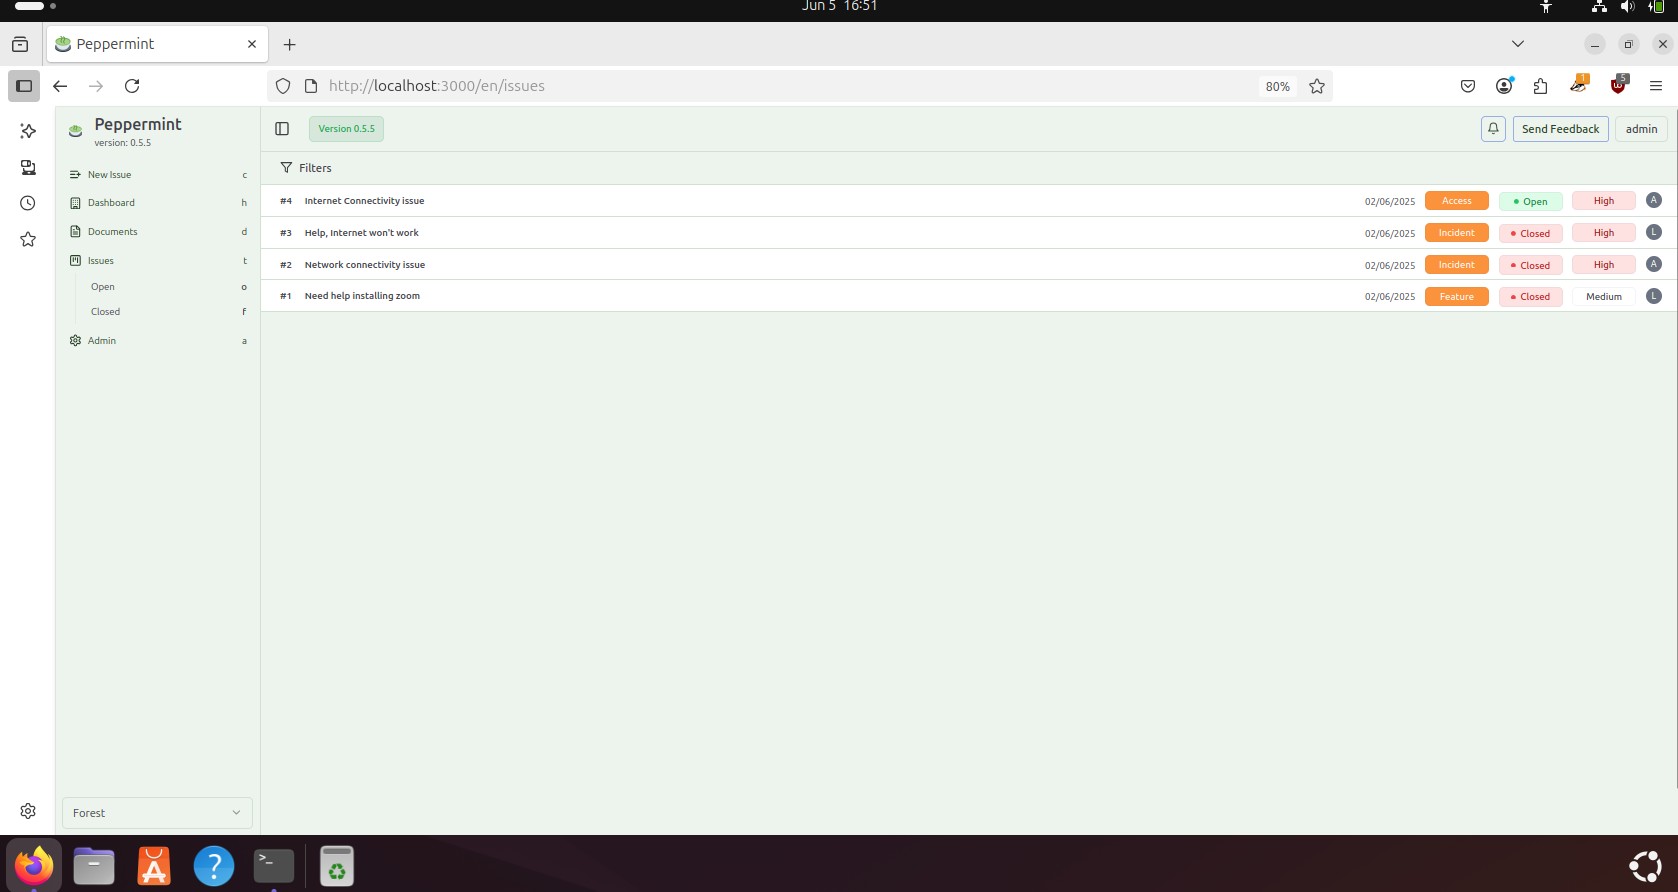 Jun 5 16:51
Peppermint
http://localhost:3000/en/issues
80%
1
5
Peppermint
version: 0.5.5
Version 0.5.5
Send Feedback
admin
New Issue c
Dashboard h
Documents d
Issues t
Open o
Closed f
Admin a
Filters
#4 Internet Connectivity issue 02/06/2025 Access Open High A
#3 Help, Internet won't work 02/06/2025 Incident Closed High L
#2 Network connectivity issue 02/06/2025 Incident Closed High A
#1 Need help installing zoom 02/06/2025 Feature Closed Medium L
Forest